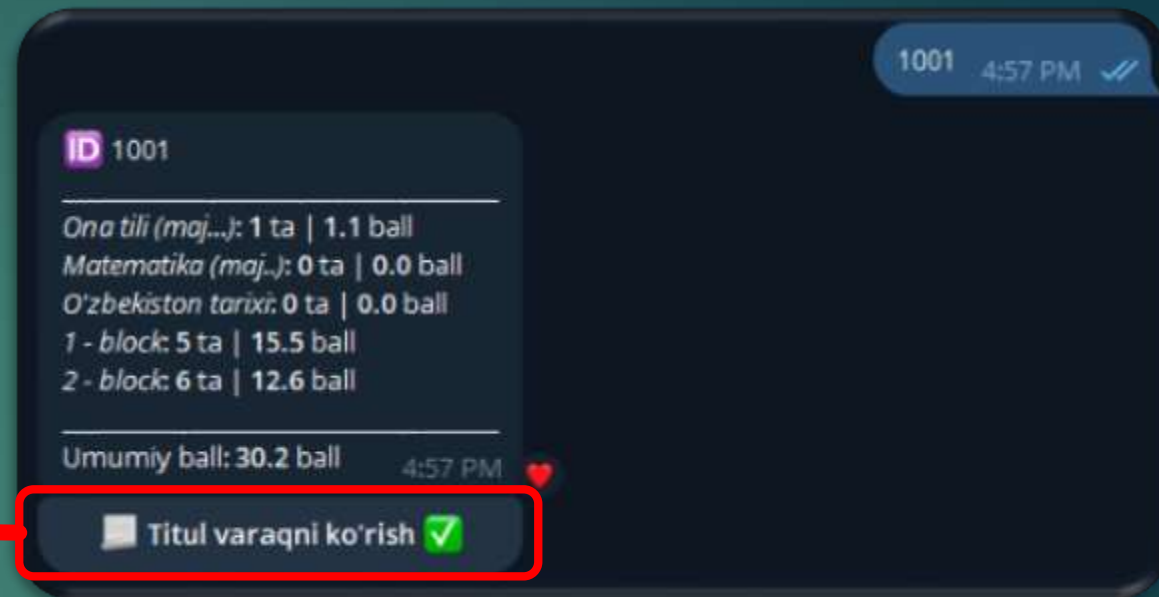 1001 4:57 PM
ID 1001
Ona tili (maj...): 1 ta | 1.1 ball
Matematika (maj..): 0 ta | 0.0 ball
O'zbekiston tarixi: 0 ta | 0.0 ball
1 - block: 5 ta | 15.5 ball
2 - block: 6 ta | 12.6 ball
Umumiy ball: 30.2 ball 4:57 PM
Titul varaqni ko'rish